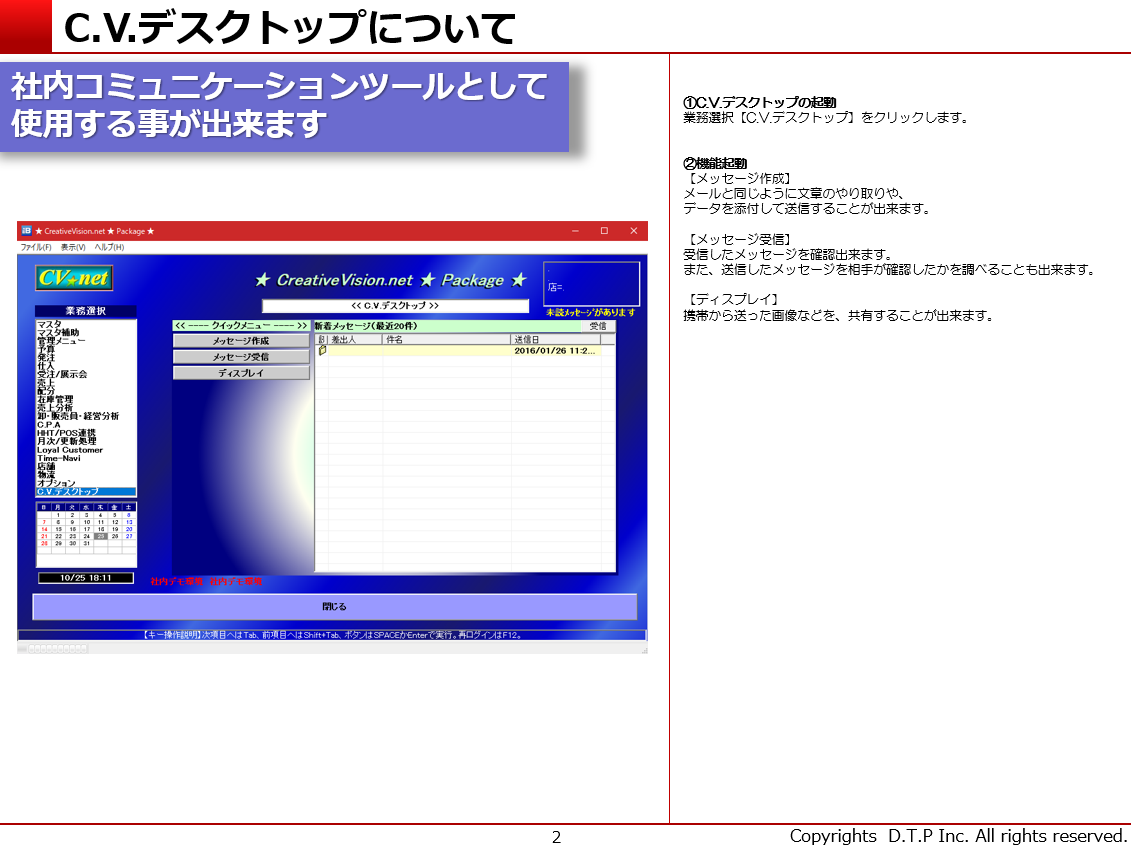 C.V.デスクトップについて
社内コミュニケーションツールとして
使用する事が出来ます
①C.V.デスクトップの起動
業務選択【C.V.デスクトップ】をクリックします。
②機能起動
【メッセージ作成】
メールと同じように文章のやり取りや、
データを添付して送信することが出来ます。
【メッセージ受信】
受信したメッセージを確認出来ます。
また、送信したメッセージを相手が確認したかを調べることも出来ます。
【ディスプレイ】
携帯から送った画像などを、共有することが出来ます。
★ CreativeVision.net ★ Package ★
ファイル(F) 表示(V) ヘルプ(H)
CV★net
★ CreativeVision.net ★ Package ★
店=.
<< C.V.デスクトップ >>
未読メッセージがあります
業務選択
マスタ
マスタ補助
管理メニュー
予算
発注
仕入
受注/展示会
売上
配分
在庫管理
売上分析
卸・販売員・経営分析
C.P.A
HHT/POS連携
月次/更新処理
Loyal Customer
Time-Navi
店舗
物流
オプション
C.V.デスクトップ
<< ---- クイックメニュー ---- >>
メッセージ作成
メッセージ受信
ディスプレイ
新着メッセージ(最近20件) 受信
差出人 件名 送信日
2016/01/26 11:2...
日 月 火 水 木 金 土
1 2 3 4 5 6
7 8 9 10 11 12 13
14 15 16 17 18 19 20
21 22 23 24 25 26 27
28 29 30 31
10/25 18:11
社内デモ環境 社内デモ環境
閉じる
【キー操作説明】次項目へはTab、前項目へはShift+Tab、ボタンはSPACEかEnterで実行。再ログインはF12。
2
Copyrights D.T.P Inc. All rights reserved.